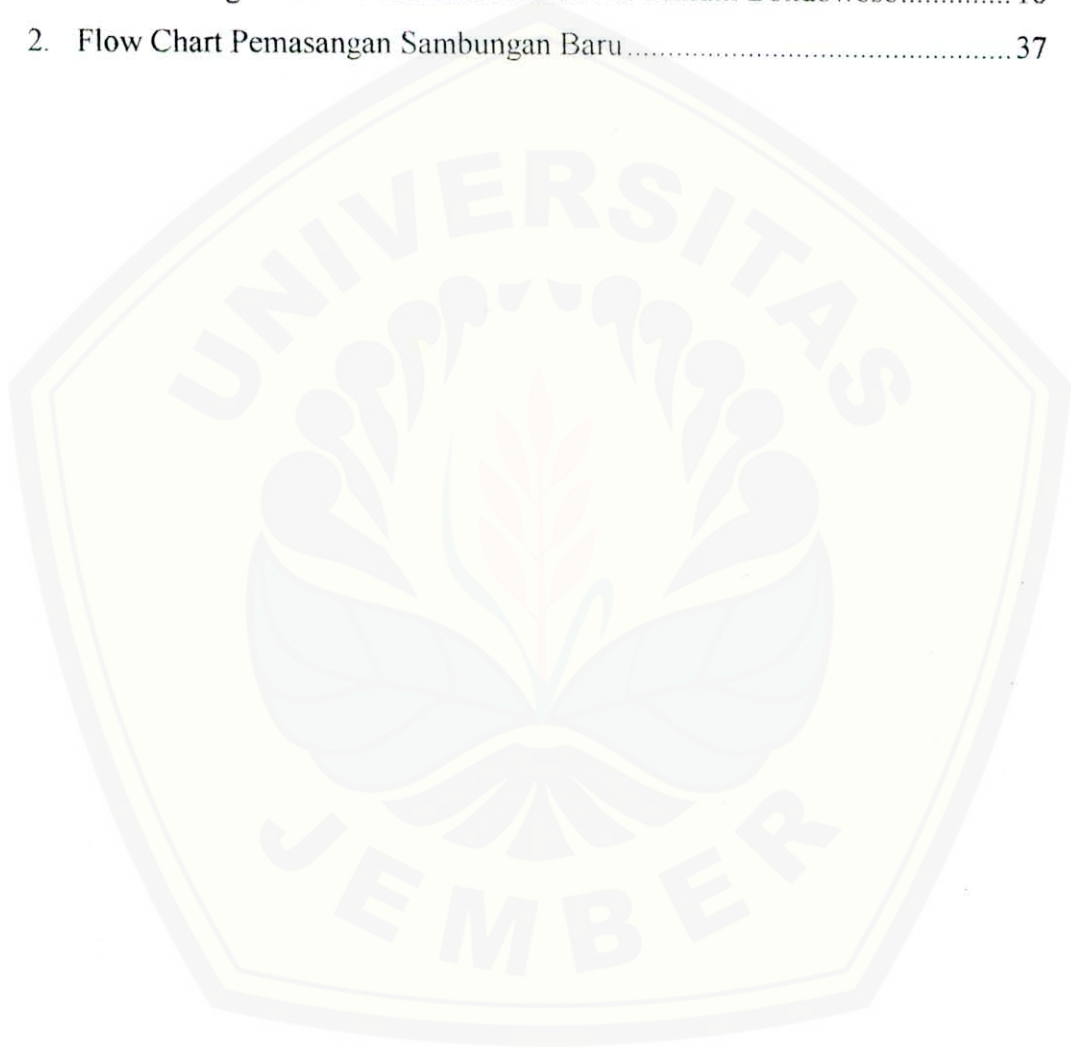 2. Flow Chart Pemasangan Sambungan Baru ........................................... 37
UNIVERSITAS
JEMBER